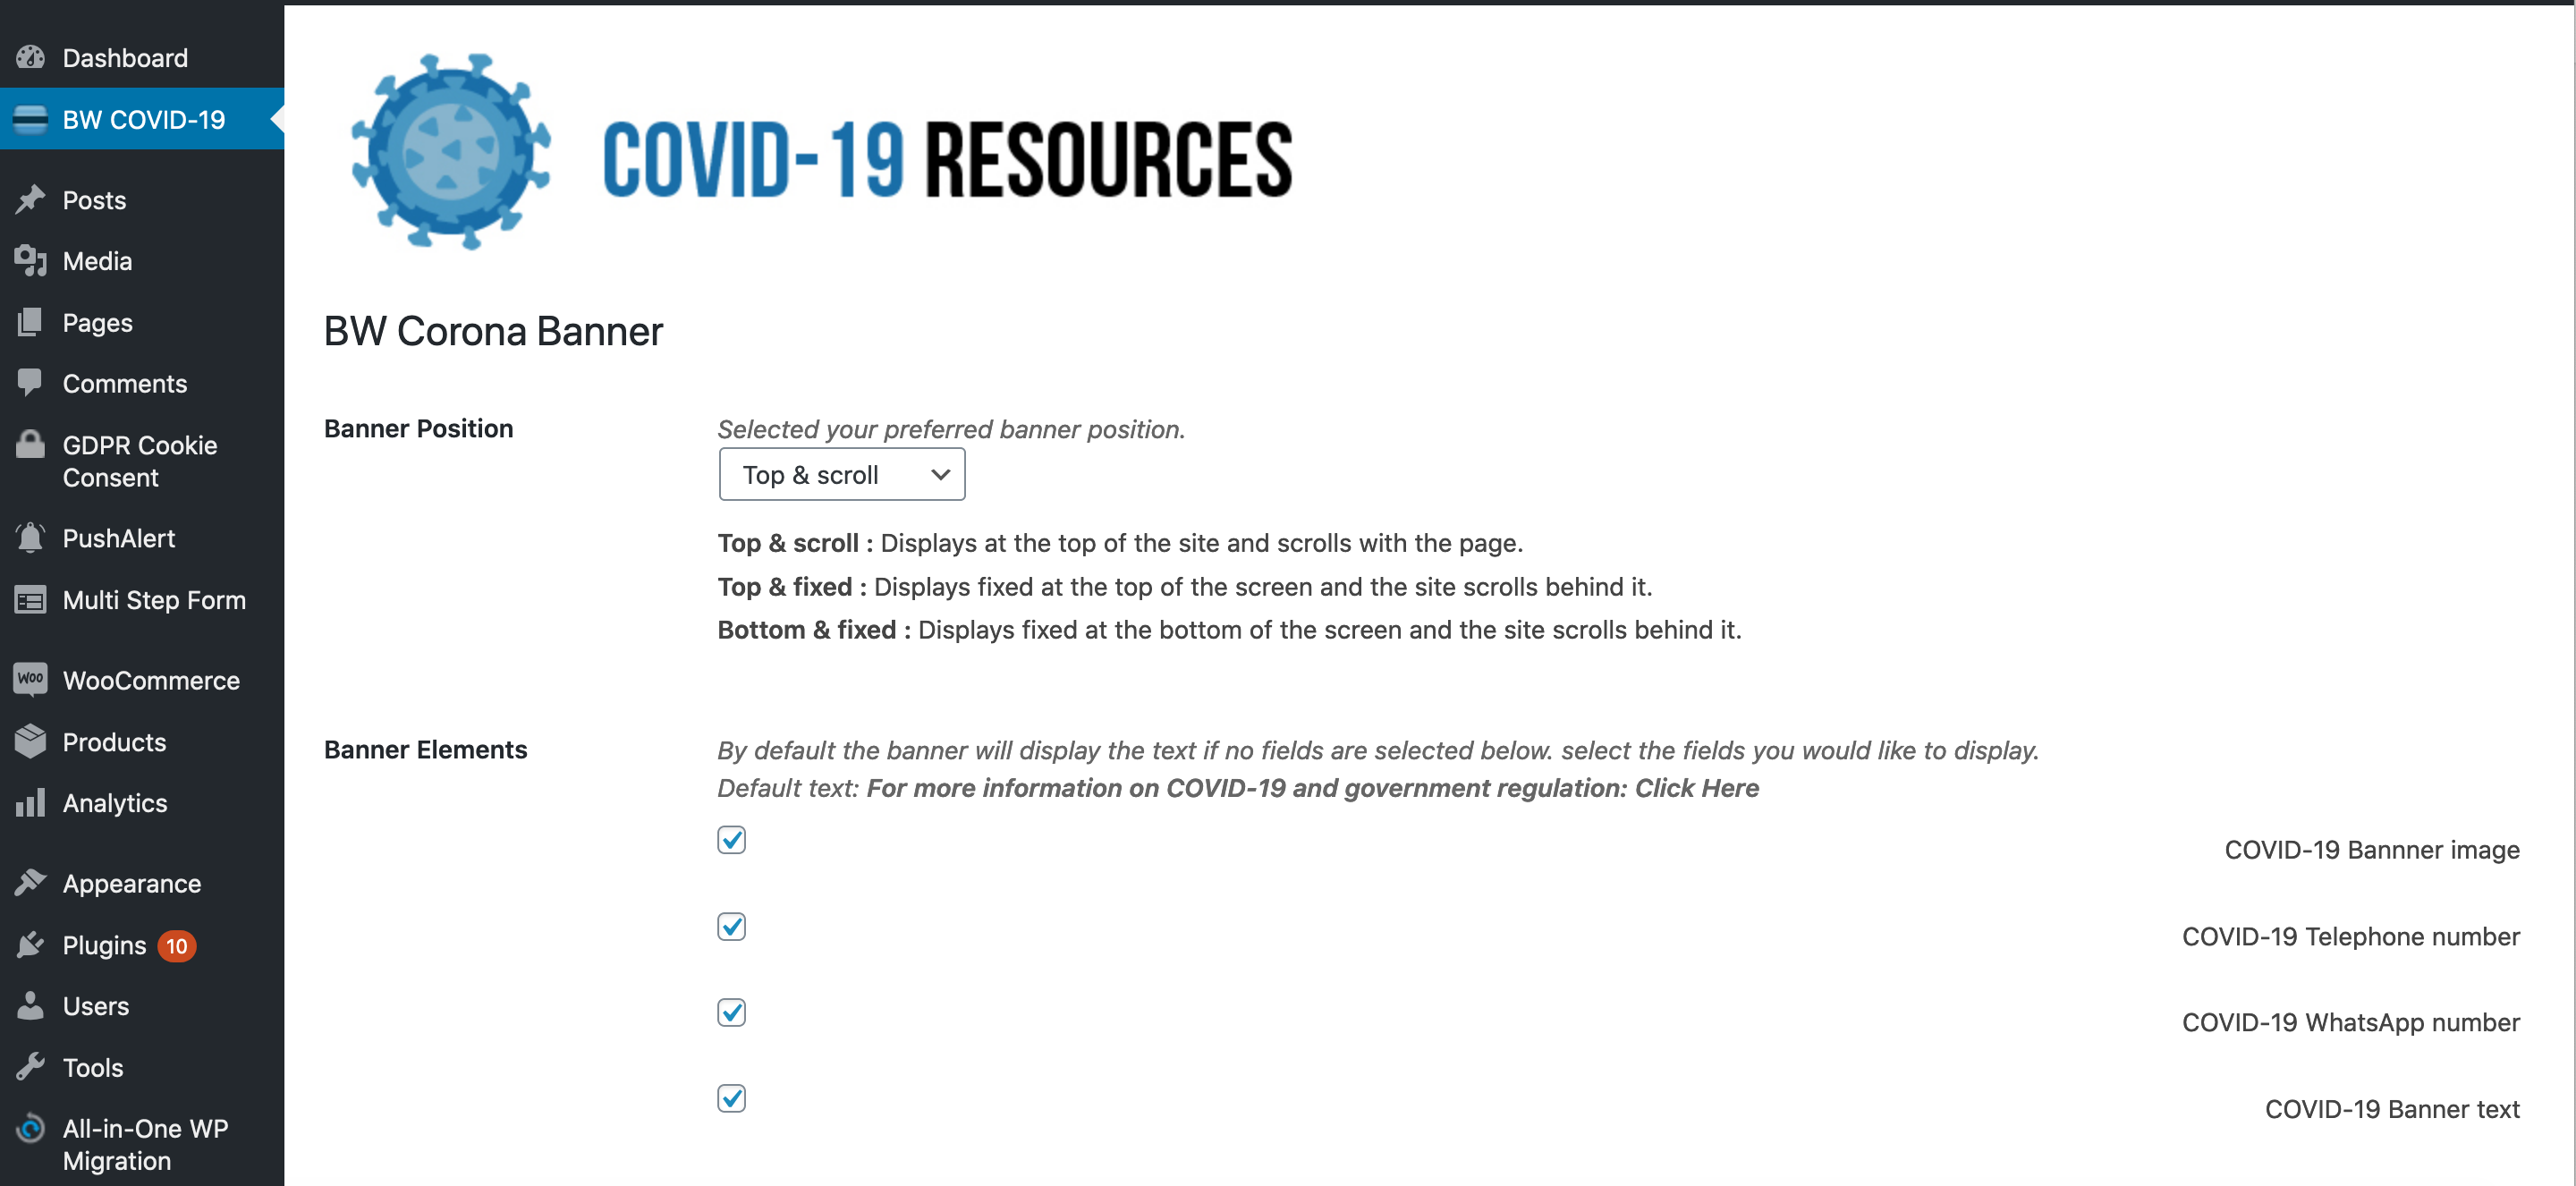 Dashboard
BW COVID-19
Posts
Media
Pages
Comments
GDPR Cookie
Consent
PushAlert
Multi Step Form
Woo WooCommerce
Products
Analytics
Appearance
Plugins 10
Users
Tools
All-in-One WP
Migration
COVID-19 RESOURCES
BW Corona Banner
Banner Position
Selected your preferred banner position.
Top & scroll
Top & scroll : Displays at the top of the site and scrolls with the page.
Top & fixed : Displays fixed at the top of the screen and the site scrolls behind it.
Bottom & fixed : Displays fixed at the bottom of the screen and the site scrolls behind it.
Banner Elements
By default the banner will display the text if no fields are selected below. select the fields you would like to display.
Default text: For more information on COVID-19 and government regulation: Click Here
COVID-19 Bannner image
COVID-19 Telephone number
COVID-19 WhatsApp number
COVID-19 Banner text